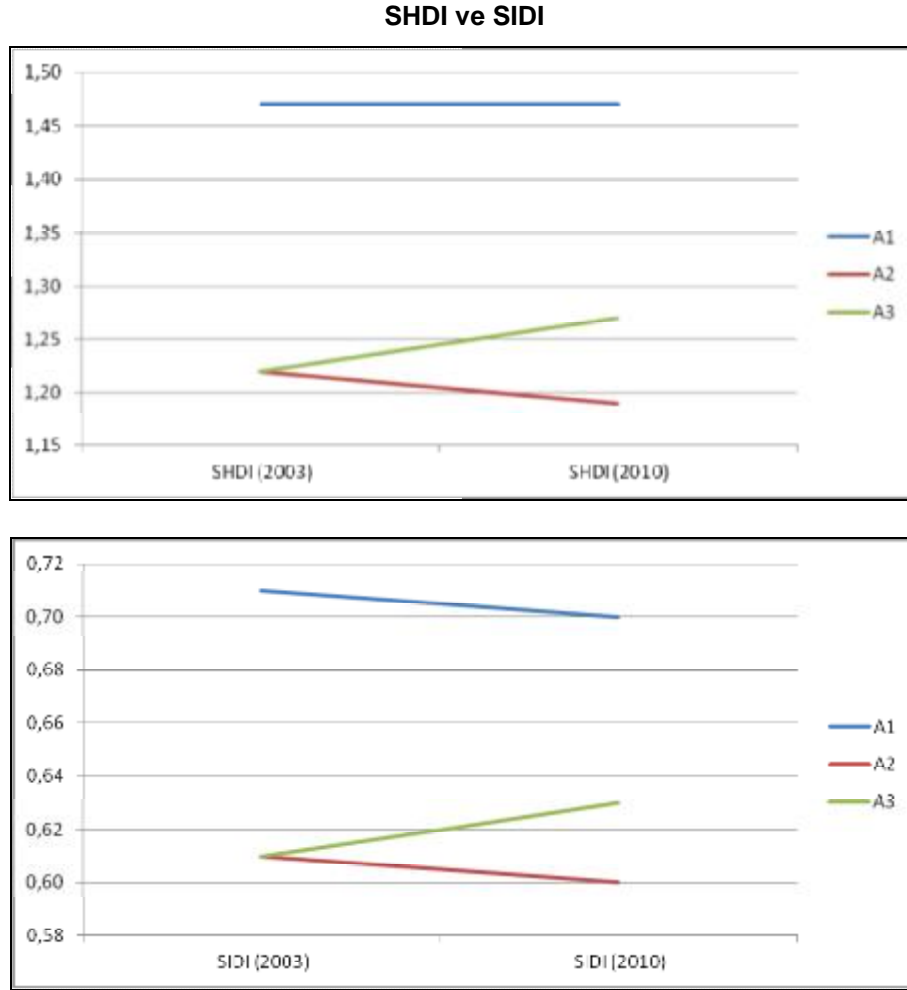 SHDI ve SIDI
1,50
1,45
1,40
1,35
1,30
1,25
1,20
1,15
SHDI (2003)
SHDI (2010)
A1
A2
A3
0,72
0,70
0,68
0,66
0,64
0,62
0,60
0,58
SIDI (2003)
SIDI (2010)
A1
A2
A3